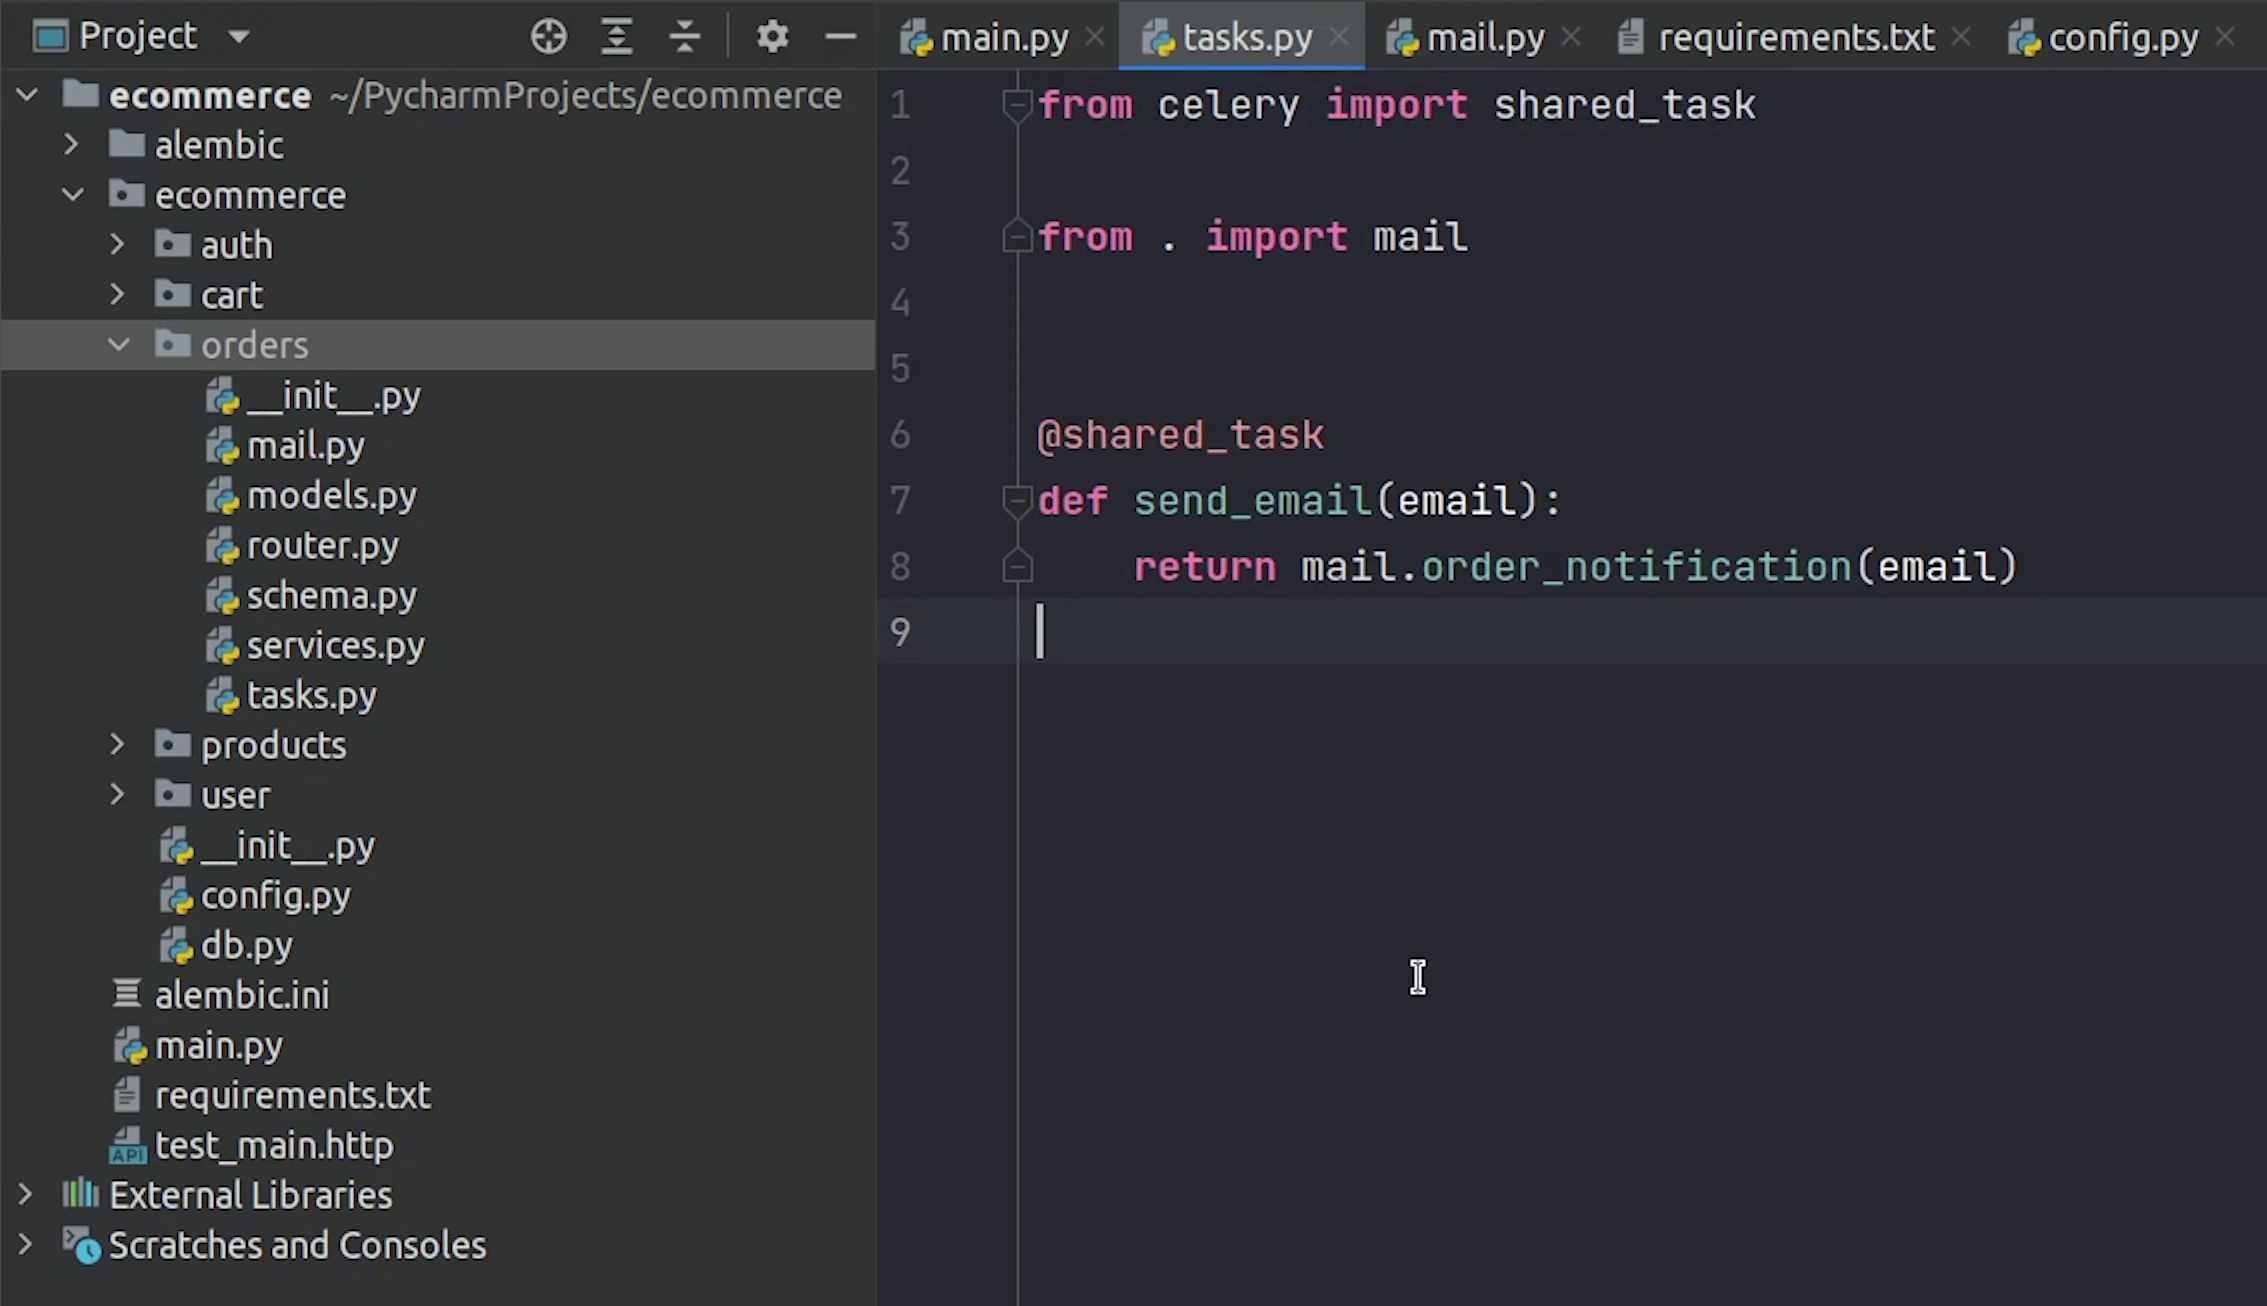 Project
ecommerce ~/PycharmProjects/ecommerce
alembic
ecommerce
auth
cart
orders
__init__.py
mail.py
models.py
router.py
schema.py
services.py
tasks.py
products
user
__init__.py
config.py
db.py
alembic.ini
main.py
requirements.txt
API test_main.http
External Libraries
Scratches and Consoles
main.py tasks.py mail.py requirements.txt config.py
1 from celery import shared_task
2
3 from . import mail
4
5
6 @shared_task
7 def send_email(email):
8     return mail.order_notification(email)
9